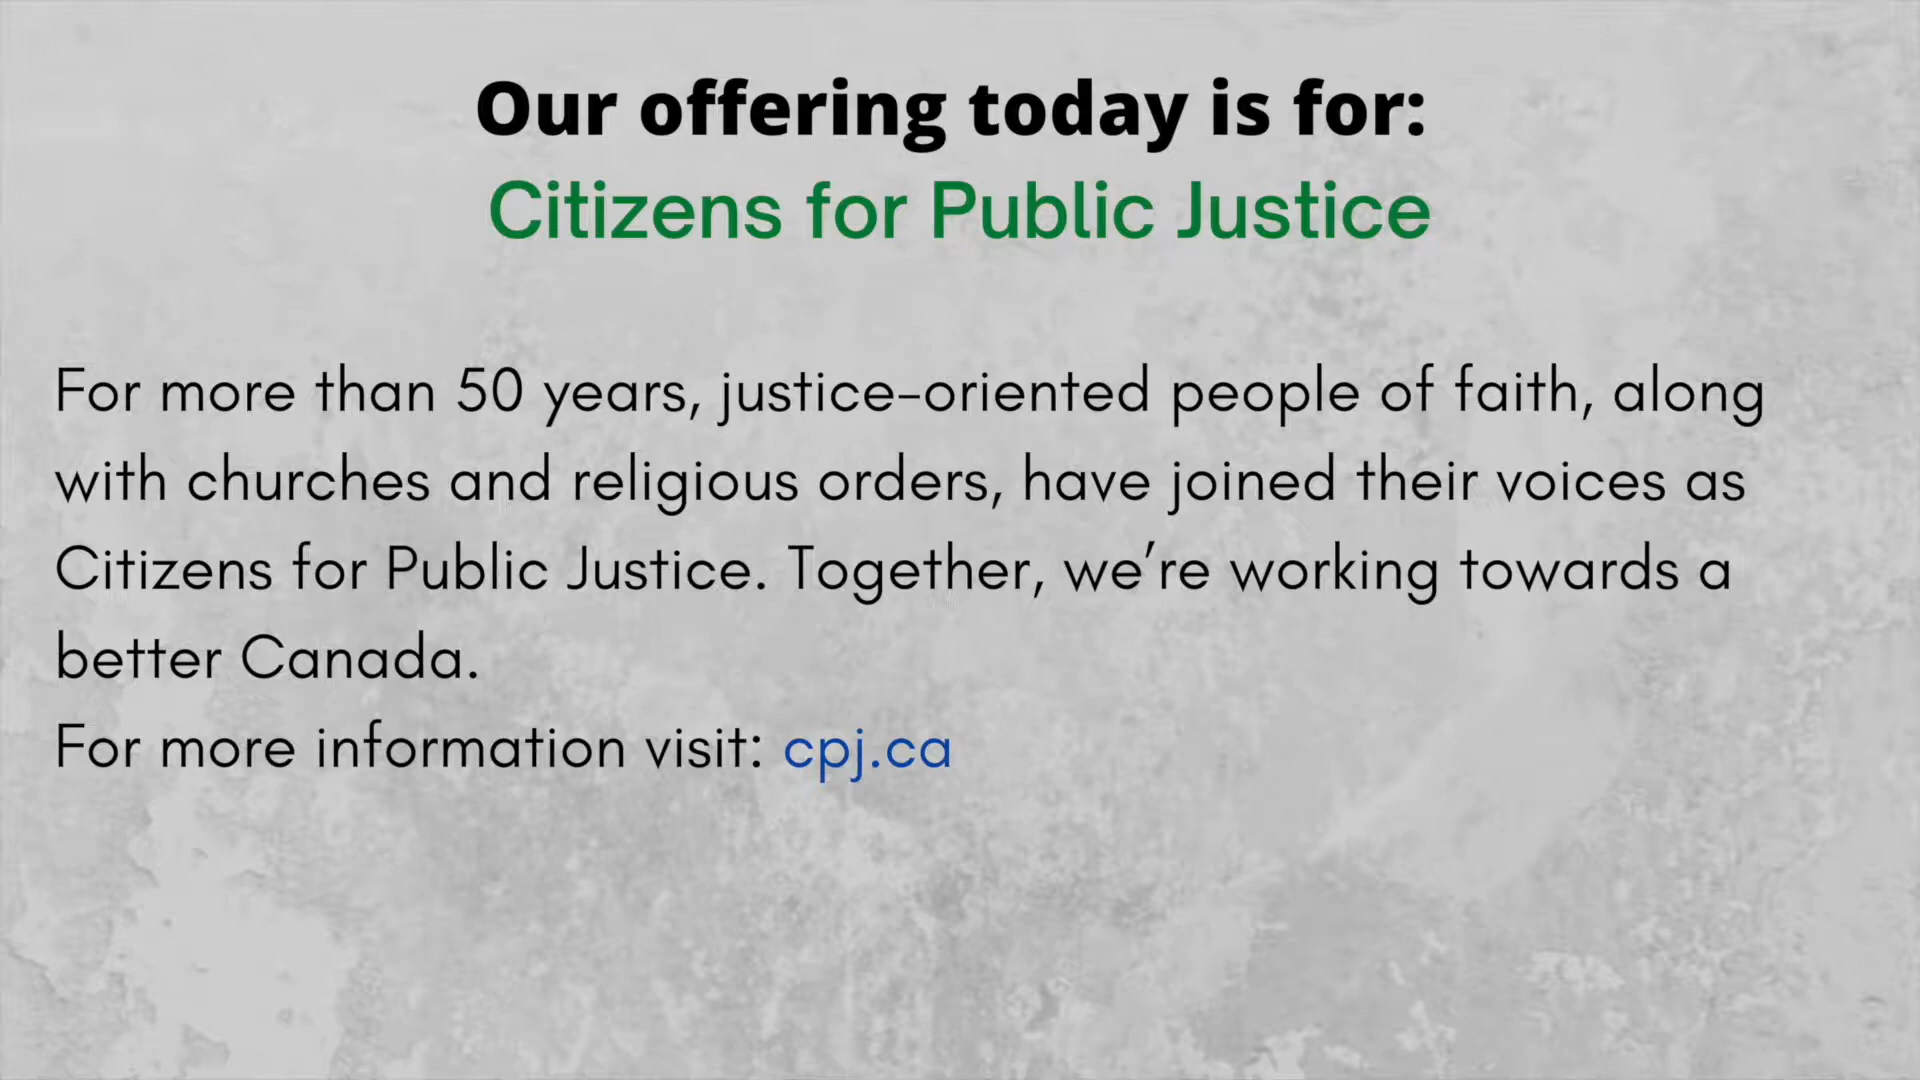 Our offering today is for:
Citizens for Public Justice
For more than 50 years, justice-oriented people of faith, along
with churches and religious orders, have joined their voices as
Citizens for Public Justice. Together, we’re working towards a
better Canada.
For more information visit: cpj.ca